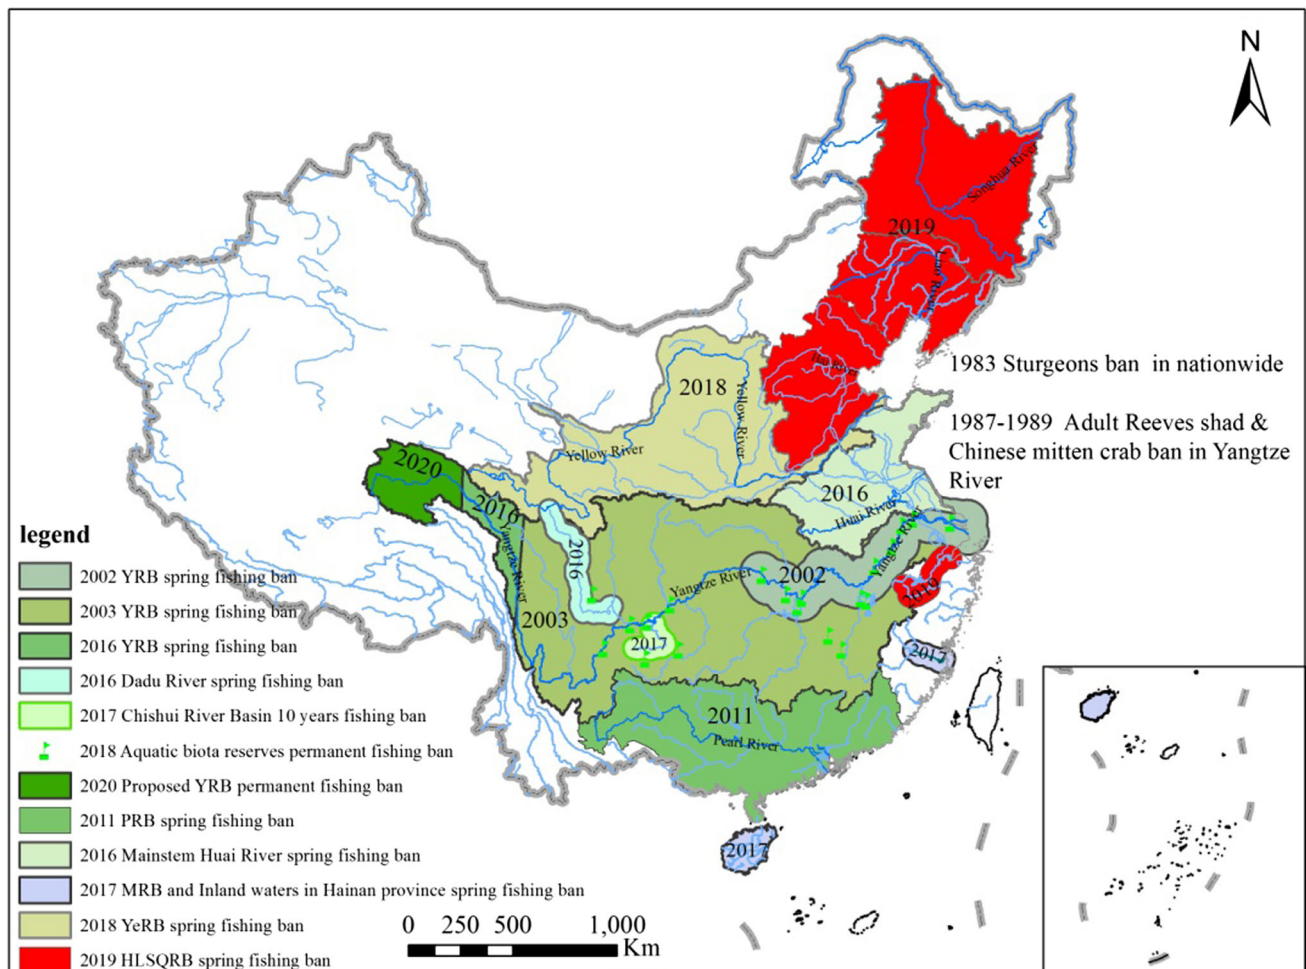 N
2019
Songhua River
Liao River
Hai River
1983 Sturgeons ban in nationwide
2018
Yellow River
1987-1989 Adult Reeves shad &
Chinese mitten crab ban in Yangtze
River
Yellow River
2020
2016
2016
Huai River
Yangtze River
2016
Yangtze River
Yangtze River
2002
2019
2003
2017
2017
2011
Pearl River
2017
legend
2002 YRB spring fishing ban
2003 YRB spring fishing ban
2016 YRB spring fishing ban
2016 Dadu River spring fishing ban
2017 Chishui River Basin 10 years fishing ban
2018 Aquatic biota reserves permanent fishing ban
2020 Proposed YRB permanent fishing ban
2011 PRB spring fishing ban
2016 Mainstem Huai River spring fishing ban
2017 MRB and Inland waters in Hainan province spring fishing ban
2018 YeRB spring fishing ban
2019 HLSQRB spring fishing ban
0 250 500 1,000
Km